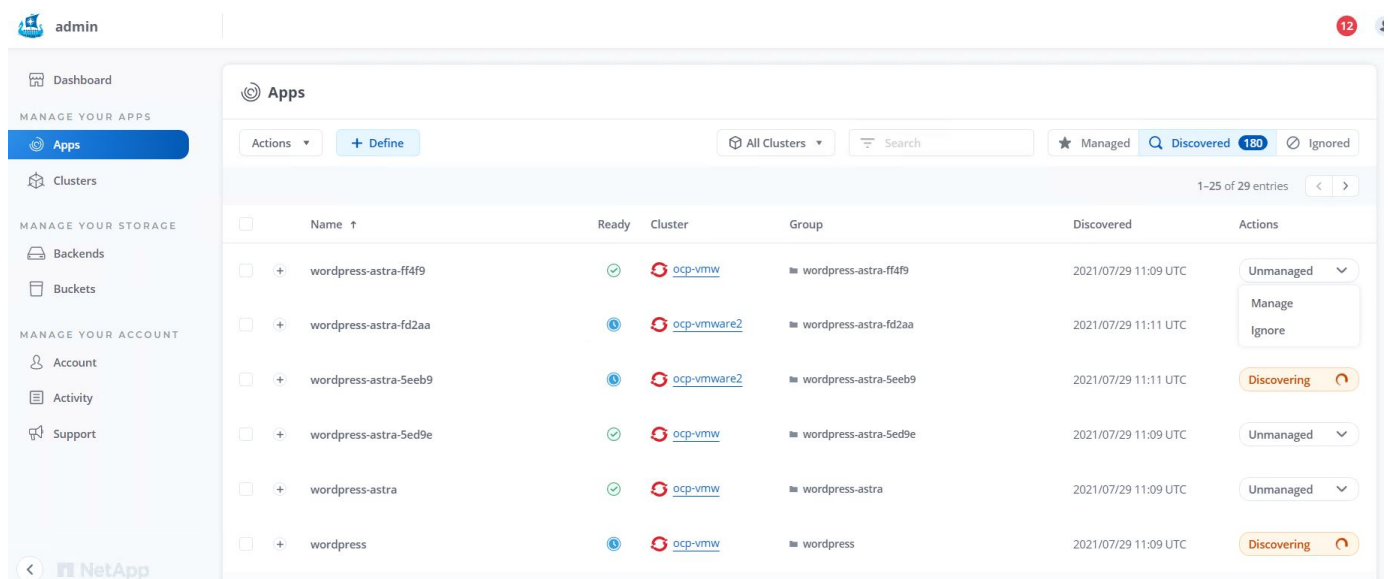 admin
12
Dashboard
MANAGE YOUR APPS
Apps
Clusters
MANAGE YOUR STORAGE
Backends
Buckets
MANAGE YOUR ACCOUNT
Account
Activity
Support
NetApp
Apps
Actions + Define All Clusters Search Managed Discovered 180 Ignored
1-25 of 29 entries < >
Name ↑ Ready Cluster Group Discovered Actions
+ wordpress-astra-ff4f9 ocp-vmw wordpress-astra-ff4f9 2021/07/29 11:09 UTC Unmanaged
Manage
Ignore
+ wordpress-astra-fd2aa ocp-vmware2 wordpress-astra-fd2aa 2021/07/29 11:11 UTC
+ wordpress-astra-5eeb9 ocp-vmware2 wordpress-astra-5eeb9 2021/07/29 11:11 UTC Discovering
+ wordpress-astra-5ed9e ocp-vmw wordpress-astra-5ed9e 2021/07/29 11:09 UTC Unmanaged
+ wordpress-astra ocp-vmw wordpress-astra 2021/07/29 11:09 UTC Unmanaged
+ wordpress ocp-vmw wordpress 2021/07/29 11:09 UTC Discovering